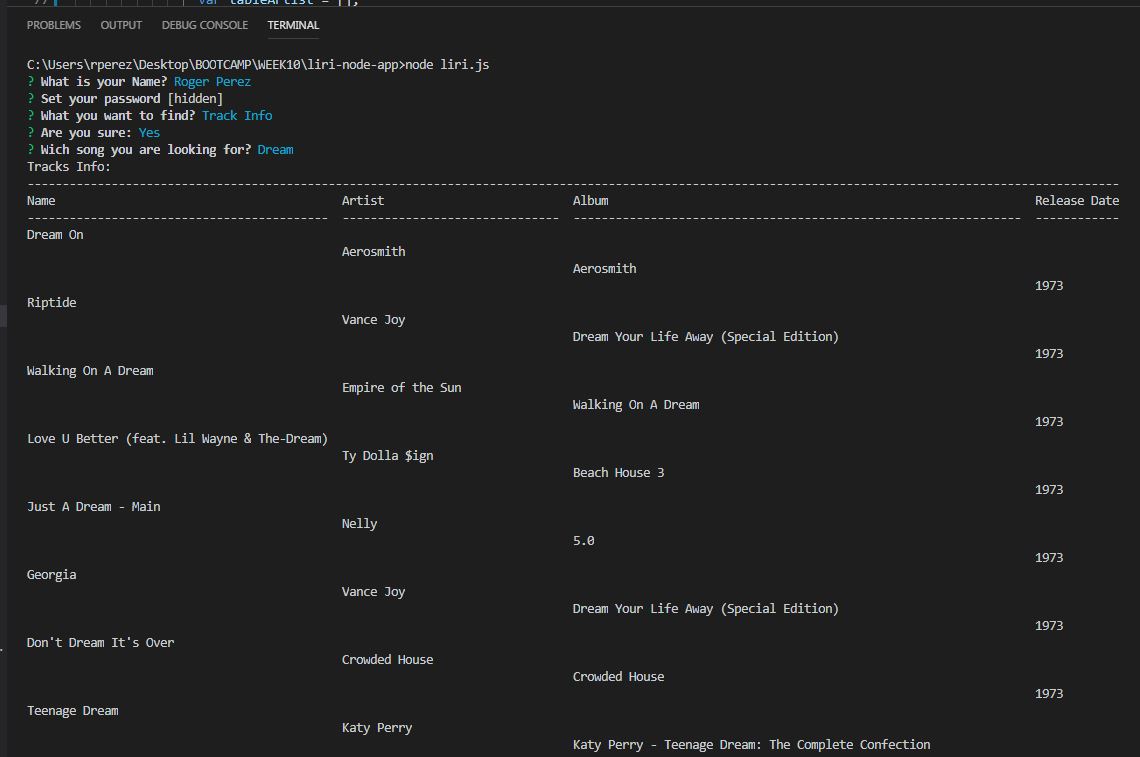 var tableArtist = [];
PROBLEMS OUTPUT DEBUG CONSOLE TERMINAL
C:\Users\rperez\Desktop\BOOTCAMP\WEEK10\liri-node-app>node liri.js
? What is your Name? Roger Perez
? Set your password [hidden]
? What you want to find? Track Info
? Are you sure: Yes
? Wich song you are looking for? Dream
Tracks Info:
Name Artist Album Release Date
Dream On
Aerosmith
Aerosmith
1973
Riptide
Vance Joy
Dream Your Life Away (Special Edition)
1973
Walking On A Dream
Empire of the Sun
Walking On A Dream
1973
Love U Better (feat. Lil Wayne & The-Dream)
Ty Dolla $ign
Beach House 3
1973
Just A Dream - Main
Nelly
5.0
1973
Georgia
Vance Joy
Dream Your Life Away (Special Edition)
1973
Don't Dream It's Over
Crowded House
Crowded House
1973
Teenage Dream
Katy Perry
Katy Perry - Teenage Dream: The Complete Confection